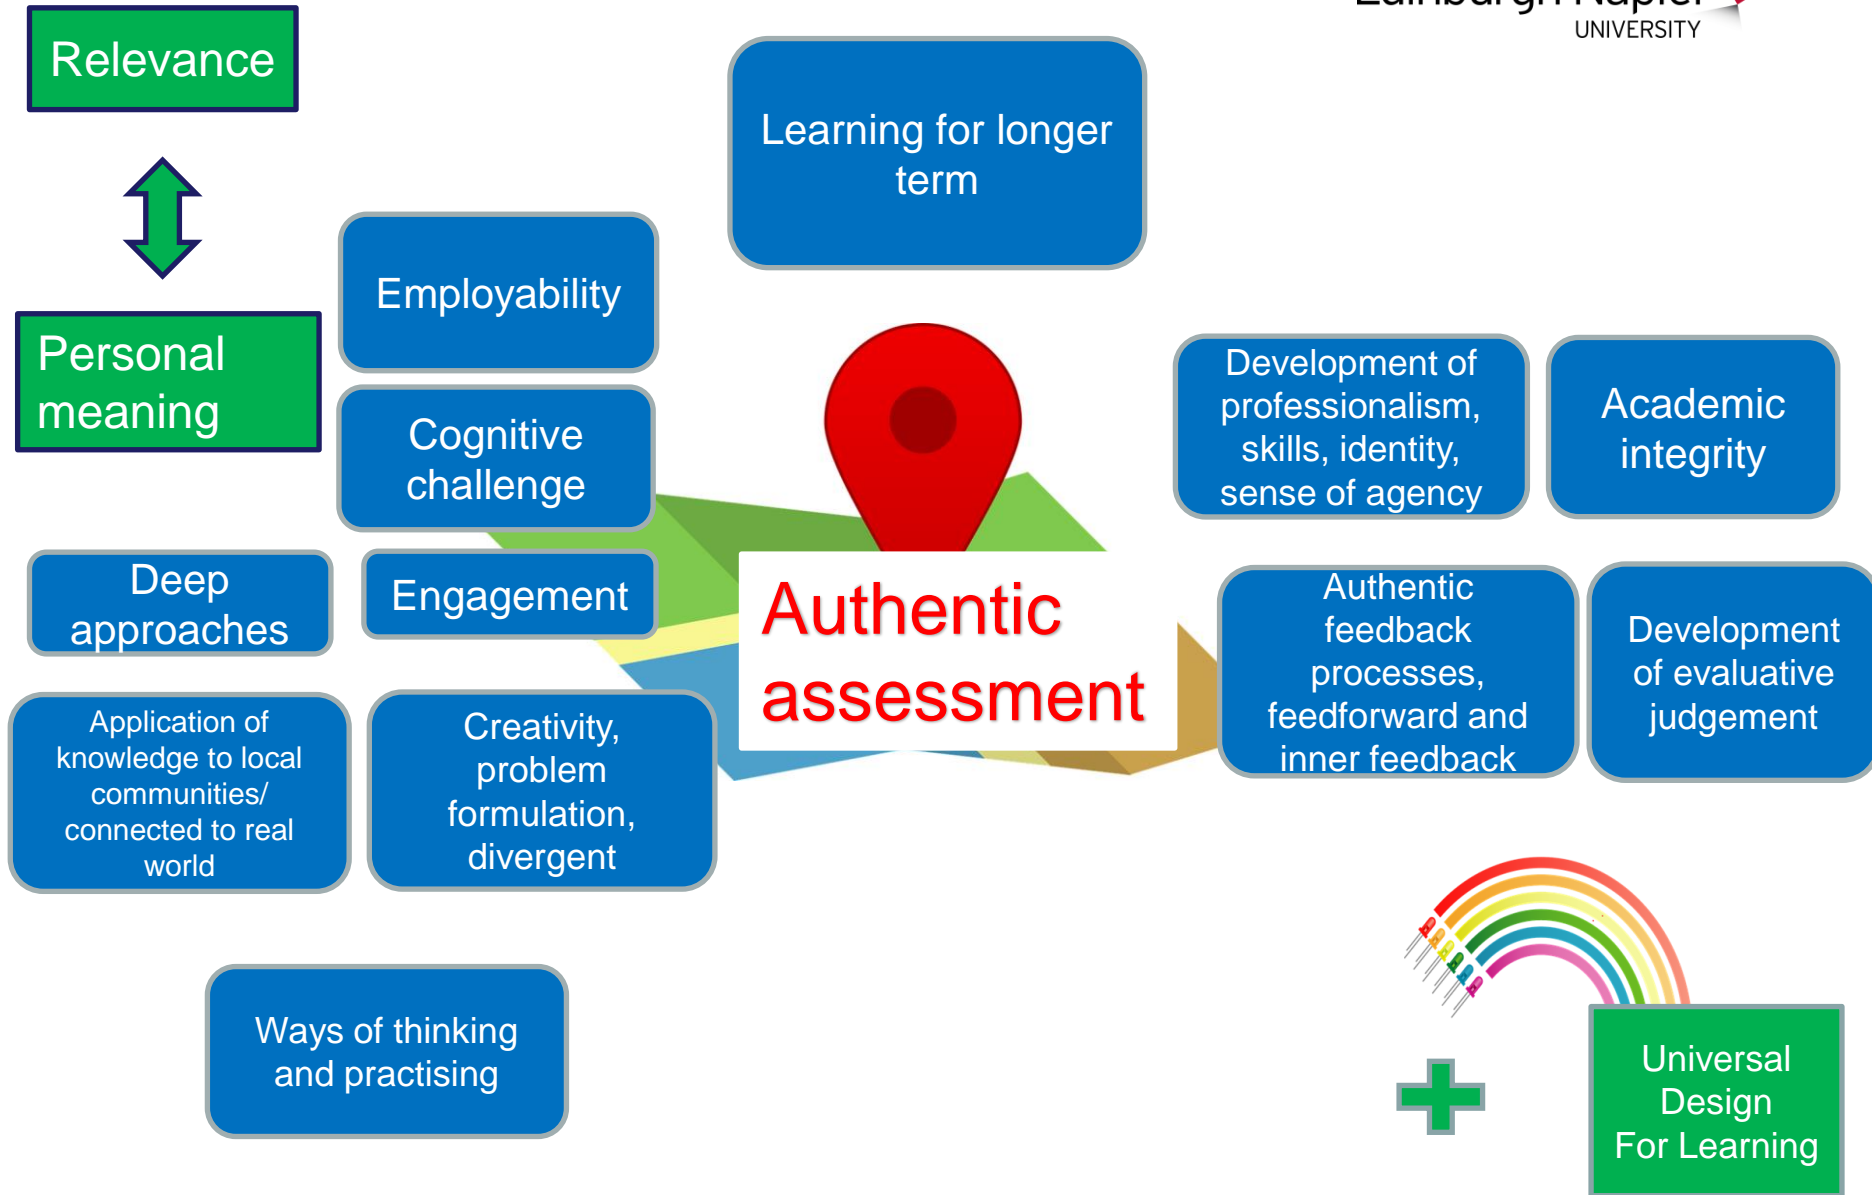 Edinburgh Napier
UNIVERSITY
Relevance
Learning for longer
term
Employability
Personal
meaning
Cognitive
challenge
Development of
professionalism,
skills, identity,
sense of agency
Academic
integrity
Deep
approaches
Engagement
Authentic
assessment
Authentic
feedback
processes,
feedforward and
inner feedback
Development
of evaluative
judgement
Application of
knowledge to local
communities/
connected to real
world
Creativity,
problem
formulation,
divergent
Ways of thinking
and practising
Universal
Design
For Learning